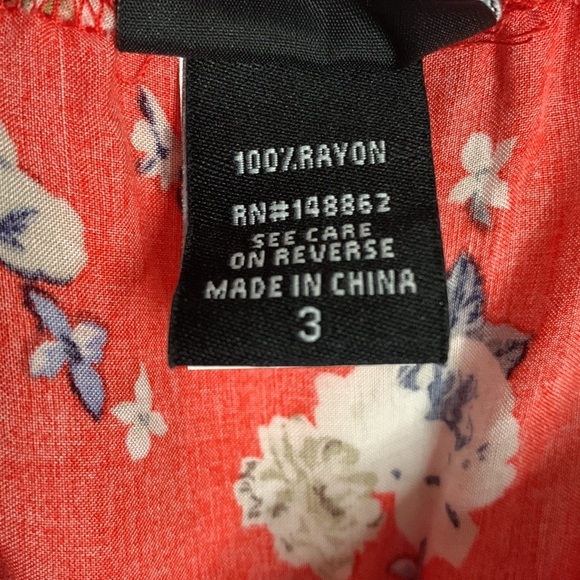 100%RAYON
RN#148862
SEE CARE
ON REVERSE
MADE IN CHINA
3